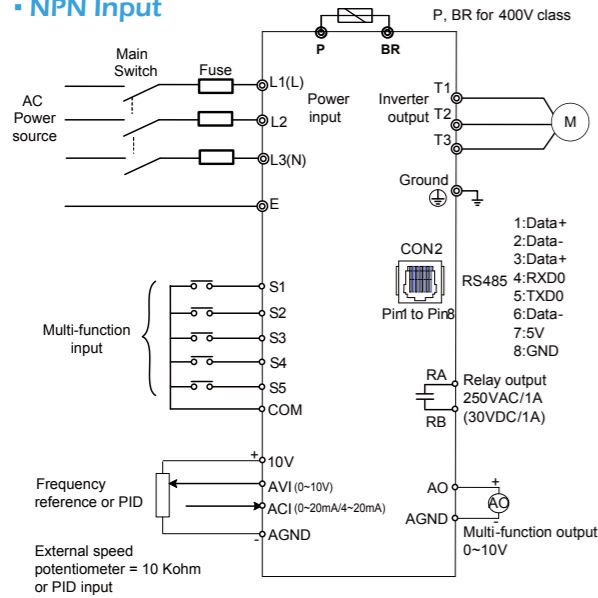 ▪ NPN Input
P, BR for 400V class
P
BR
Main
Switch
Fuse
AC
Power
source
L1(L)
L2
L3(N)
E
Power
input
Inverter
output
T1
T2
T3
M
Ground
CON2
Pin1 to Pin8
RS485
1:Data+
2:Data-
3:Data+
4:RXD0
5:TXD0
6:Data-
7:5V
8:GND
Multi-function
input
S1
S2
S3
S4
S5
COM
RA
RB
Relay output
250VAC/1A
(30VDC/1A)
Frequency
reference or PID
+
10V
AVI (0~10V)
ACI (0~20mA/4~20mA)
-
AGND
External speed
potentiometer = 10 Kohm
or PID input
AO
AGND
+
AO
-
Multi-function output
0~10V